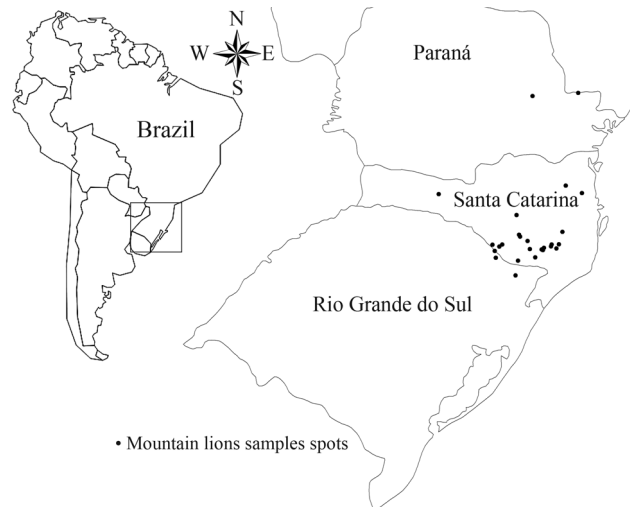 N
W E
S
Brazil
Paraná
Santa Catarina
Rio Grande do Sul
• Mountain lions samples spots